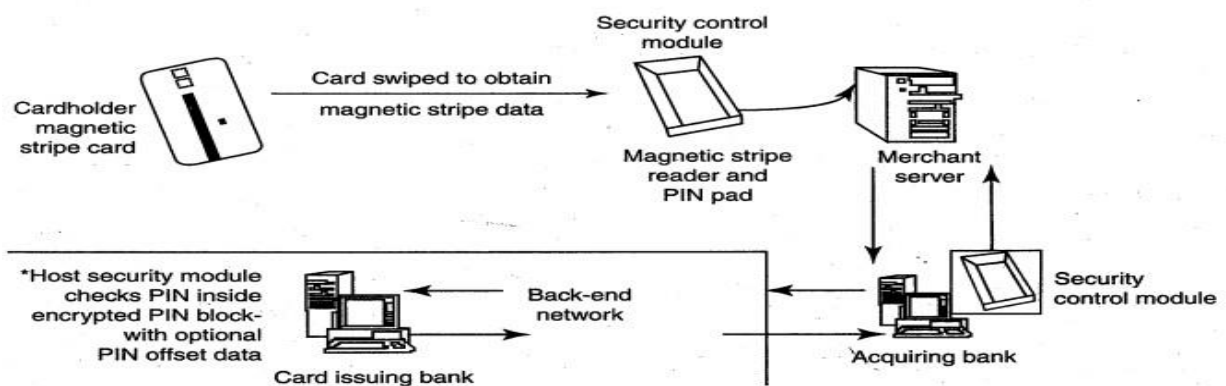 Security control
module
Card swiped to obtain
magnetic stripe data
Cardholder
magnetic
stripe card
Magnetic stripe
reader and
PIN pad
Merchant
server
*Host security module
checks PIN inside
encrypted PIN block-
with optional
PIN offset data
Back-end
network
Security
control module
Acquiring bank
Card issuing bank